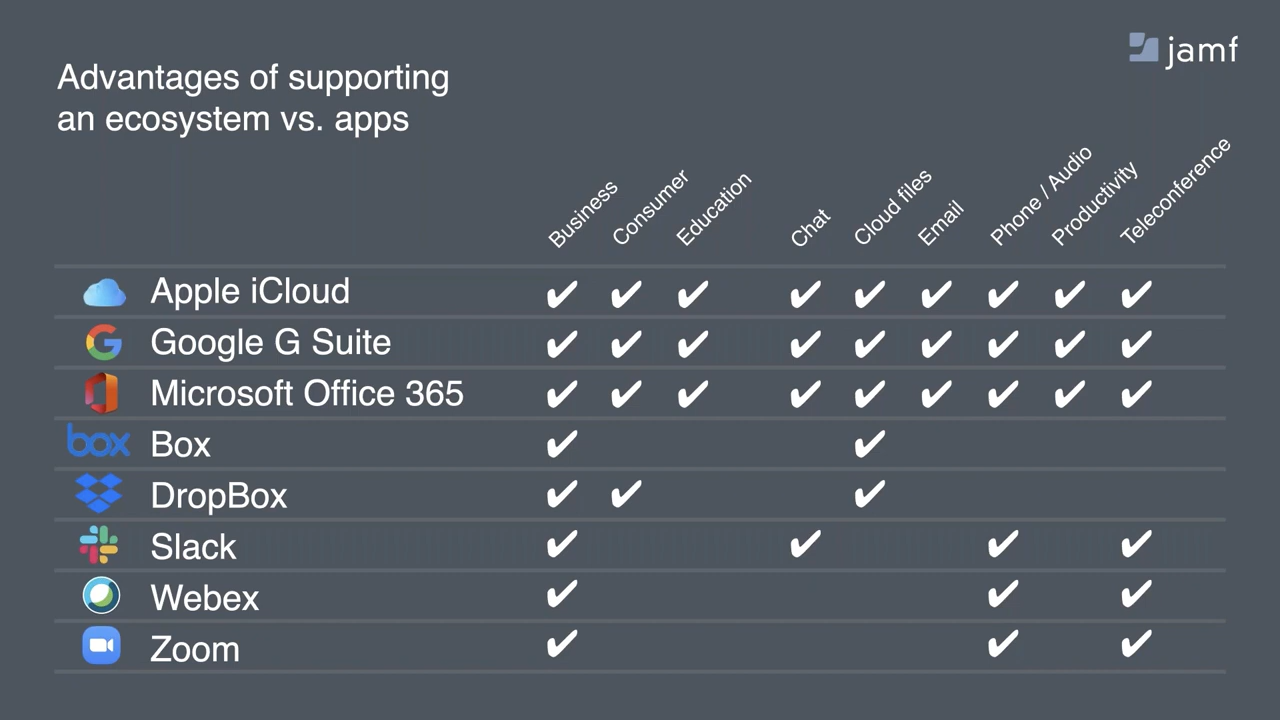 jamf
Advantages of supporting
an ecosystem vs. apps
Business Consumer Education Chat Cloud files Email Phone / Audio Productivity Teleconference
Apple iCloud ✔ ✔ ✔ ✔ ✔ ✔ ✔ ✔ ✔
Google G Suite ✔ ✔ ✔ ✔ ✔ ✔ ✔ ✔ ✔
Microsoft Office 365 ✔ ✔ ✔ ✔ ✔ ✔ ✔ ✔ ✔
box Box ✔ ✔
DropBox ✔ ✔ ✔
Slack ✔ ✔ ✔ ✔
Webex ✔ ✔ ✔
Zoom ✔ ✔ ✔